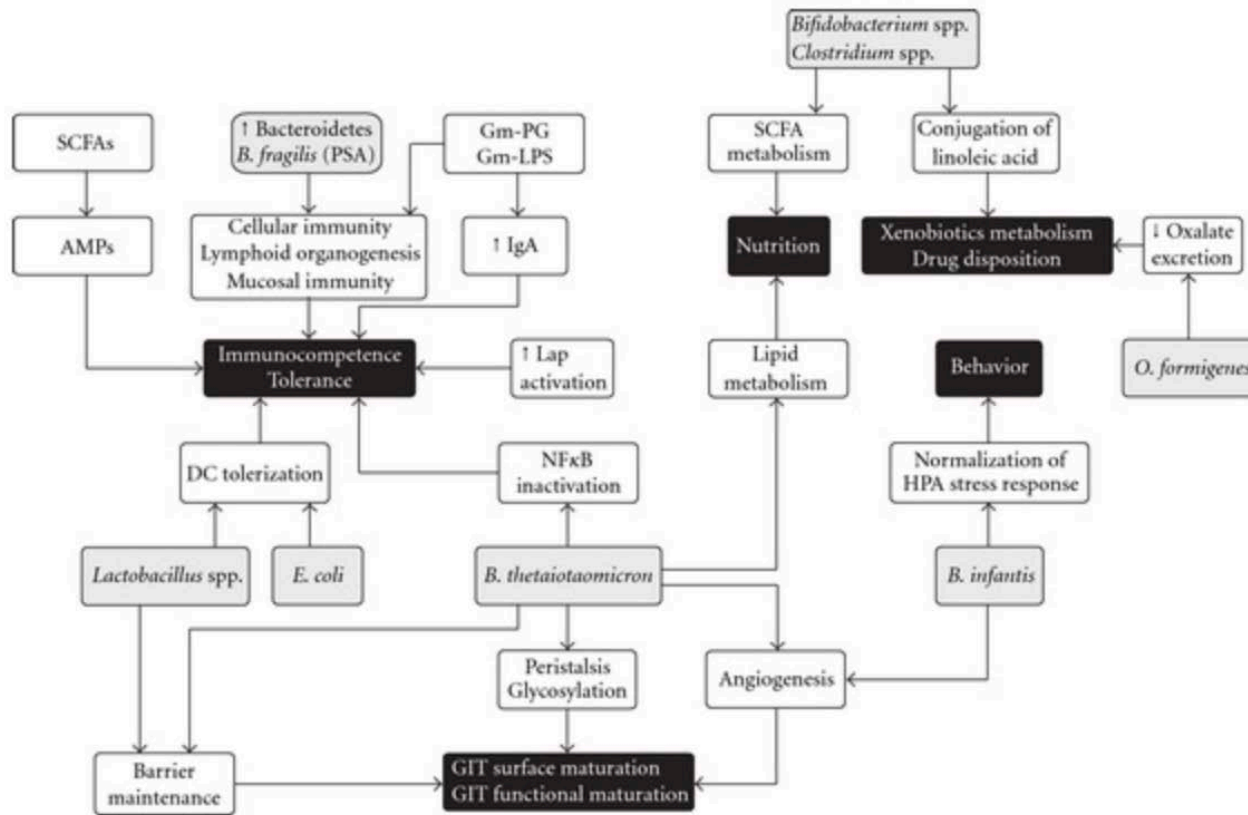 Bifidobacterium spp.
Clostridium spp.
SCFAs
↑ Bacteroidetes
B. fragilis (PSA)
Gm-PG
Gm-LPS
SCFA
metabolism
Conjugation of
linoleic acid
AMPs
Cellular immunity
Lymphoid organogenesis
Mucosal immunity
↑ IgA
Nutrition
Xenobiotics metabolism
Drug disposition
↓ Oxalate
excretion
Immunocompetence
Tolerance
↑ Lap
activation
Lipid
metabolism
Behavior
O. formigenes
DC tolerization
NFκB
inactivation
Normalization of
HPA stress response
Lactobacillus spp.
E. coli
B. thetaiotaomicron
B. infantis
Peristalsis
Glycosylation
Angiogenesis
Barrier
maintenance
GIT surface maturation
GIT functional maturation